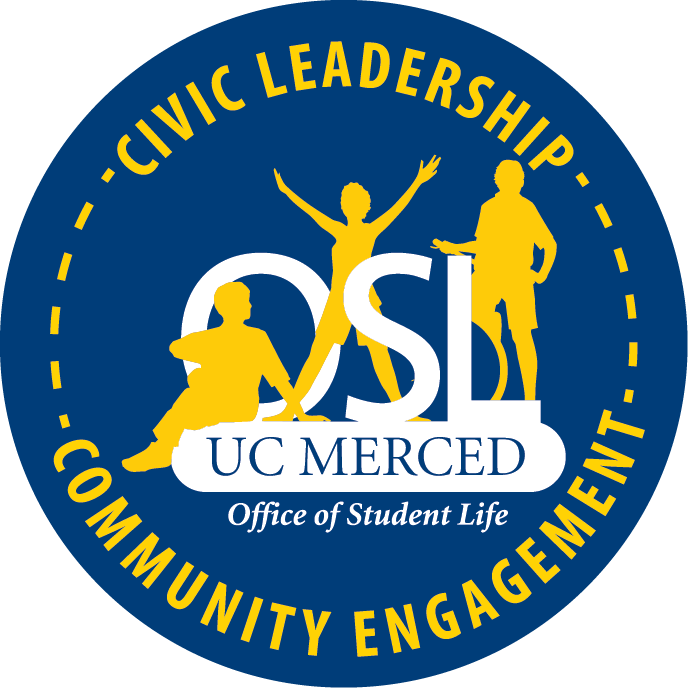 CIVIC LEADERSHIP
OSL
UC MERCED
Office of Student Life
COMMUNITY ENGAGEMENT